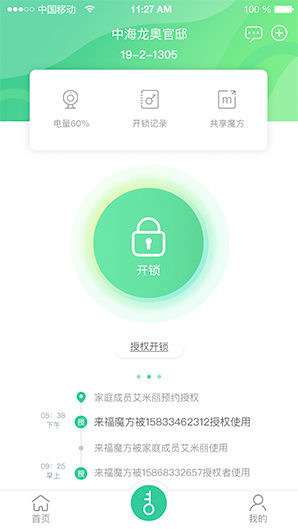 中国移动 11:27 AM 100 %
中海龙奥官邸
19-2-1305
电量60% 开锁记录 共享魔方
m
开锁
授权开锁
家庭成员艾米丽预约授权
05:38 授 来福魔方被15833462312授权使用
下午
来福魔方被家庭成员艾米丽使用
09:25 授 来福魔方被15868332657授权者使用
早上
首页 我的